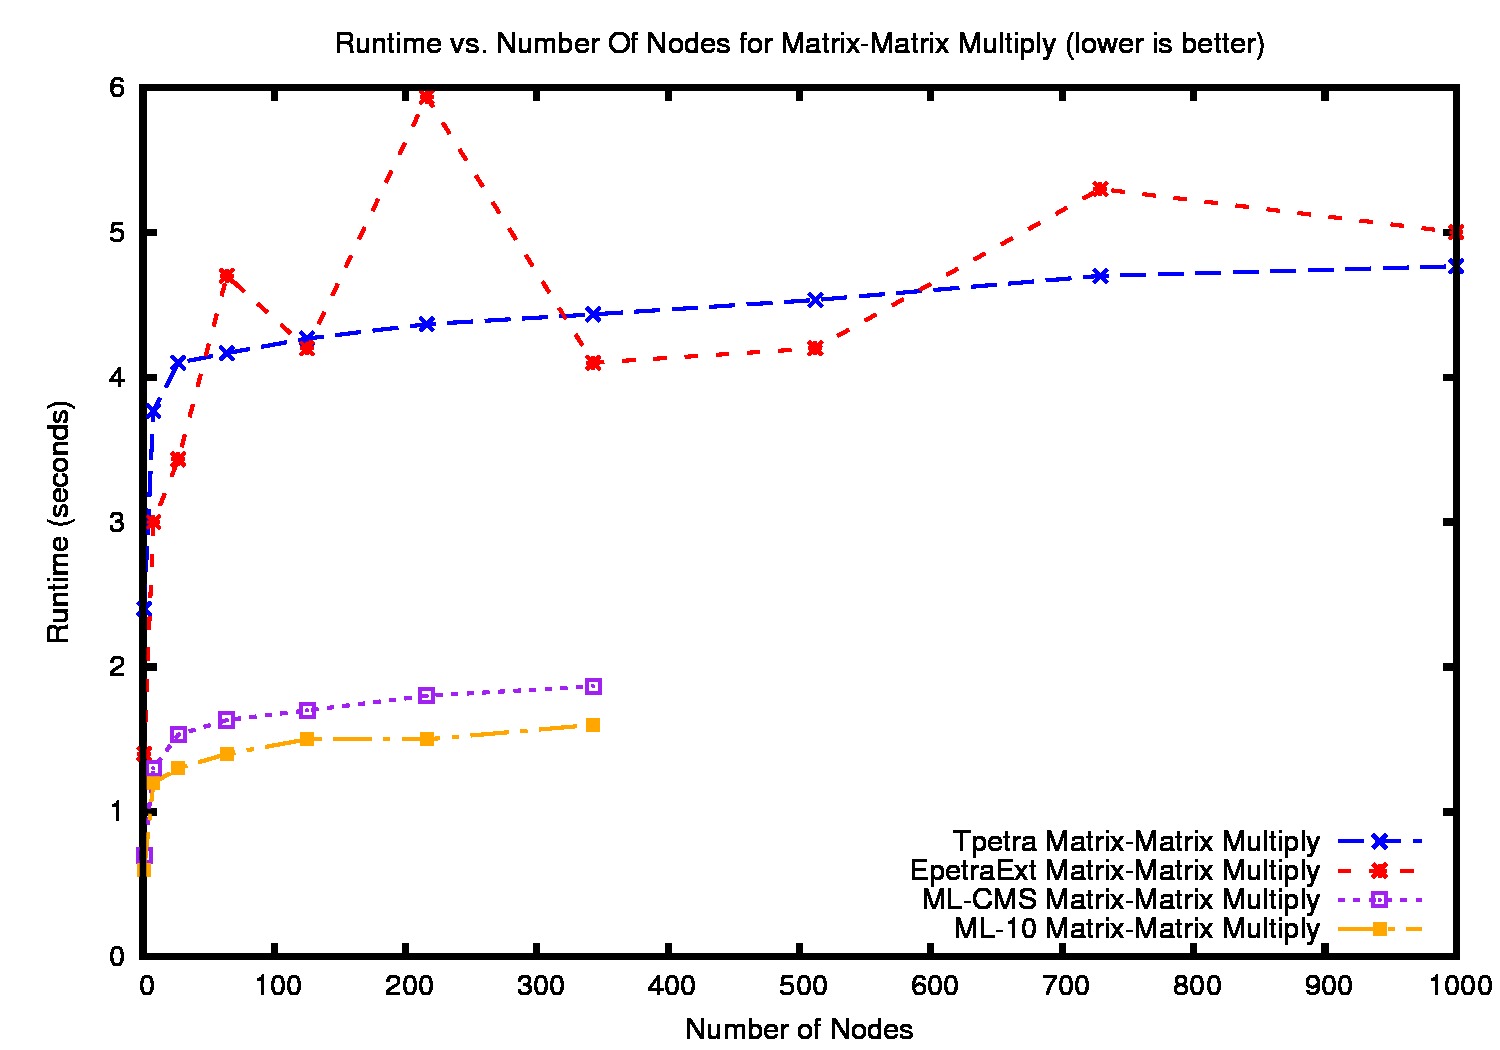 Runtime vs. Number Of Nodes for Matrix-Matrix Multiply (lower is better)
6
5
4
3
2
1
0
Runtime (seconds)
Tpetra Matrix-Matrix Multiply
EpetraExt Matrix-Matrix Multiply
ML-CMS Matrix-Matrix Multiply
ML-10 Matrix-Matrix Multiply
0 100 200 300 400 500 600 700 800 900 1000
Number of Nodes